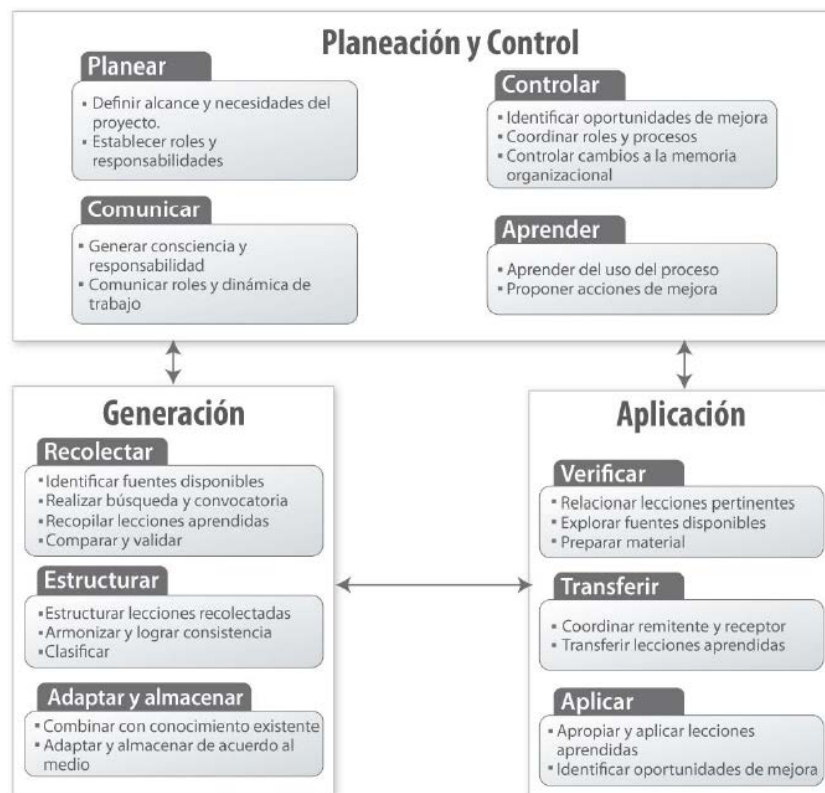 Planeación y Control
Planear
▪ Definir alcance y necesidades del
proyecto.
▪ Establecer roles y
responsabilidades
Comunicar
▪ Generar consciencia y
responsabilidad
▪ Comunicar roles y dinámica de
trabajo
Controlar
▪ Identificar oportunidades de mejora
▪ Coordinar roles y procesos
▪ Controlar cambios a la memoria
organizacional
Aprender
▪ Aprender del uso del proceso
▪ Proponer acciones de mejora
Generación
Recolectar
▪ Identificar fuentes disponibles
▪ Realizar búsqueda y convocatoria
▪ Recopilar lecciones aprendidas
▪ Comparar y validar
Estructurar
▪ Estructurar lecciones recolectadas
▪ Armonizar y lograr consistencia
▪ Clasificar
Adaptar y almacenar
▪ Combinar con conocimiento existente
▪ Adaptar y almacenar de acuerdo al
medio
Aplicación
Verificar
▪ Relacionar lecciones pertinentes
▪ Explorar fuentes disponibles
▪ Preparar material
Transferir
▪ Coordinar remitente y receptor
▪ Transferir lecciones aprendidas
Aplicar
▪ Apropiar y aplicar lecciones
aprendidas
▪ Identificar oportunidades de mejora